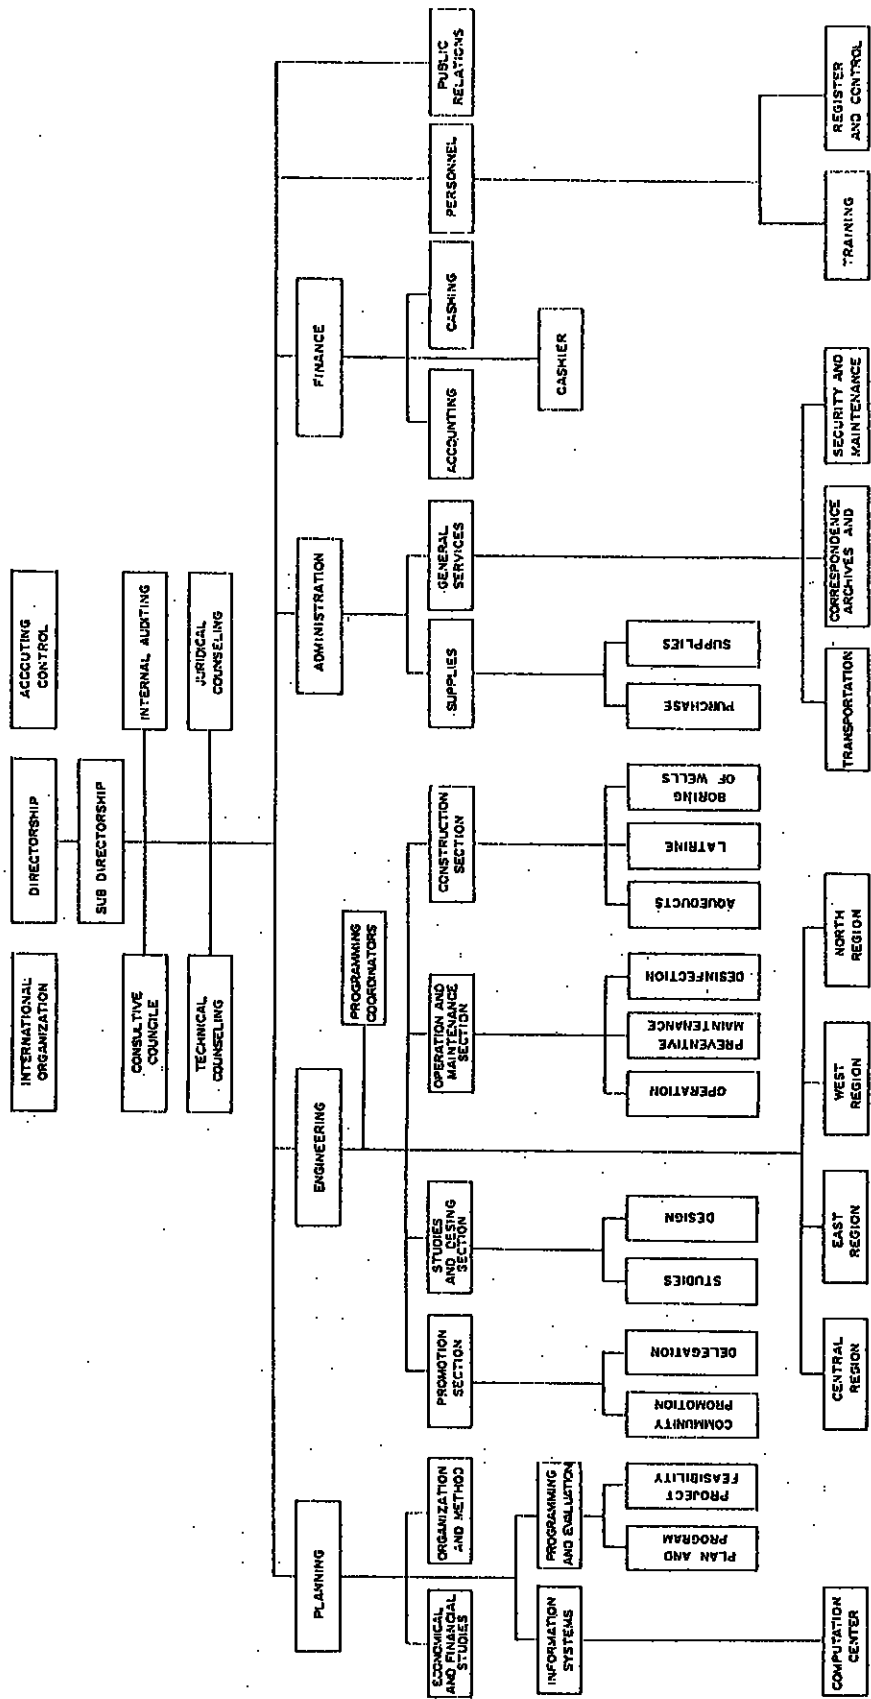 INTERNATIONAL
ORGANIZATION
DIRECTORSHIP
ACCOUTING
CONTROL
SUB DIRECTORSHIP
CONSULTIVE
COUNCILE
INTERNAL AUDITING
TECHNICAL
COUNSELING
JURIDICAL
COUNSELING
PLANNING
ENGINEERING
ADMINISTRATION
FINANCE
PROGRAMMING
COORDINATORS
ECONOMICAL
AND FINANCIAL
STUDIES
ORGANIZATION
AND METHOD
PROMOTION
SECTION
STUDIES
AND DESING
SECTION
OPERATION AND
MAINTENANCE
SECTION
CONSTRUCTION
SECTION
SUPPLIES
GENERAL
SERVICES
ACCOUNTING
CASHING
PERSONNEL
PUBLIC
RELATIONS
INFORMATION
SYSTEMS
PROGRAMMING
AND EVALUATION
CASHIER
PLAN AND
PROGRAM
PROJECT
FEASIBILITY
COMMUNITY
PROMOTION
DELEGATION
STUDIES
DESIGN
OPERATION
PREVENTIVE
MAINTENANCE
DESINFECTION
AQUEDUCTS
LATRINE
BORING
OF WELLS
PURCHASE
SUPPLIES
COMPUTATION
CENTER
CENTRAL
REGION
EAST
REGION
WEST
REGION
NORTH
REGION
TRANSPORTATION
CORRESPONDENCE
ARCHIVES AND
SECURITY AND
MAINTENANCE
TRAINING
REGISTER
AND CONTROL